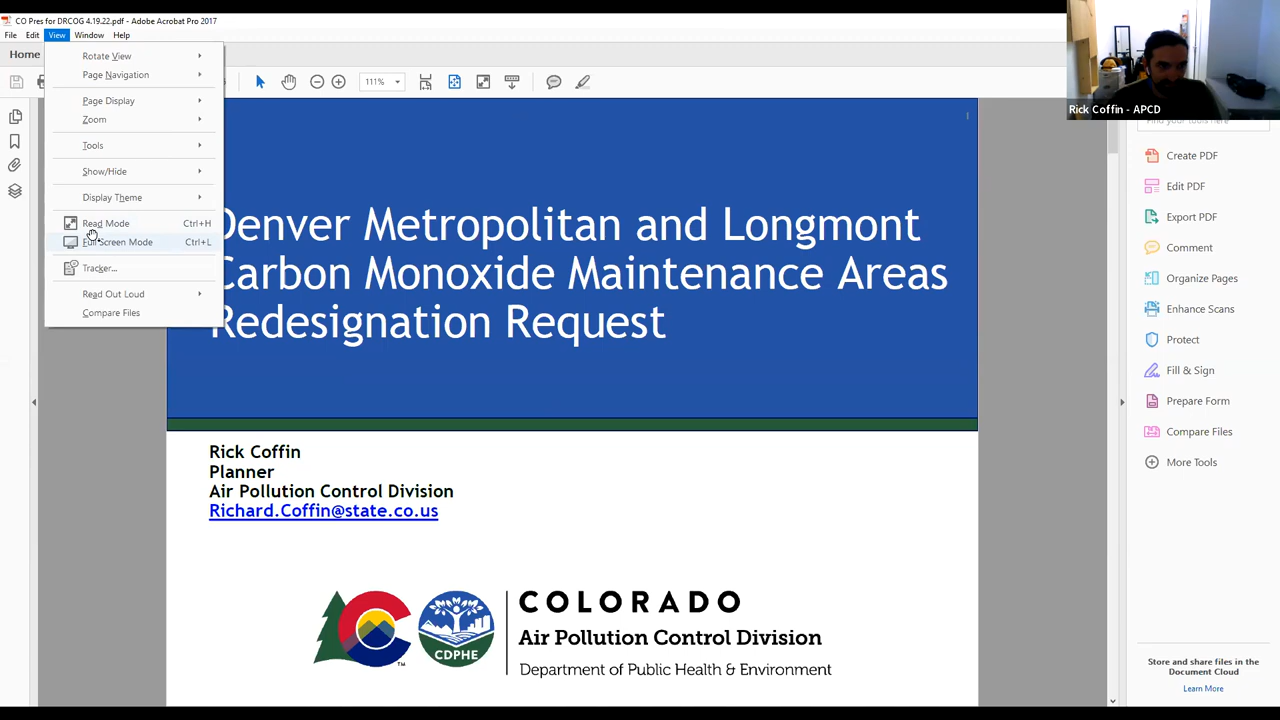 CO Pres for DRCOG 4.19.22.pdf - Adobe Acrobat Pro 2017
File Edit View Window Help
Home
Rotate View
Page Navigation
Page Display
Zoom
Tools
Show/Hide
Display Theme
Read Mode Ctrl+H
Full Screen Mode Ctrl+L
Tracker...
Read Out Loud
Compare Files
111%
Rick Coffin - APCD
Find your tools here
Create PDF
Edit PDF
Export PDF
Comment
Organize Pages
Enhance Scans
Protect
Fill & Sign
Prepare Form
Compare Files
More Tools
Store and share files in the
Document Cloud
Learn More
Denver Metropolitan and Longmont
Carbon Monoxide Maintenance Areas
Redesignation Request
Rick Coffin
Planner
Air Pollution Control Division
Richard.Coffin@state.co.us
CDPHE
TM
COLORADO
Air Pollution Control Division
Department of Public Health & Environment